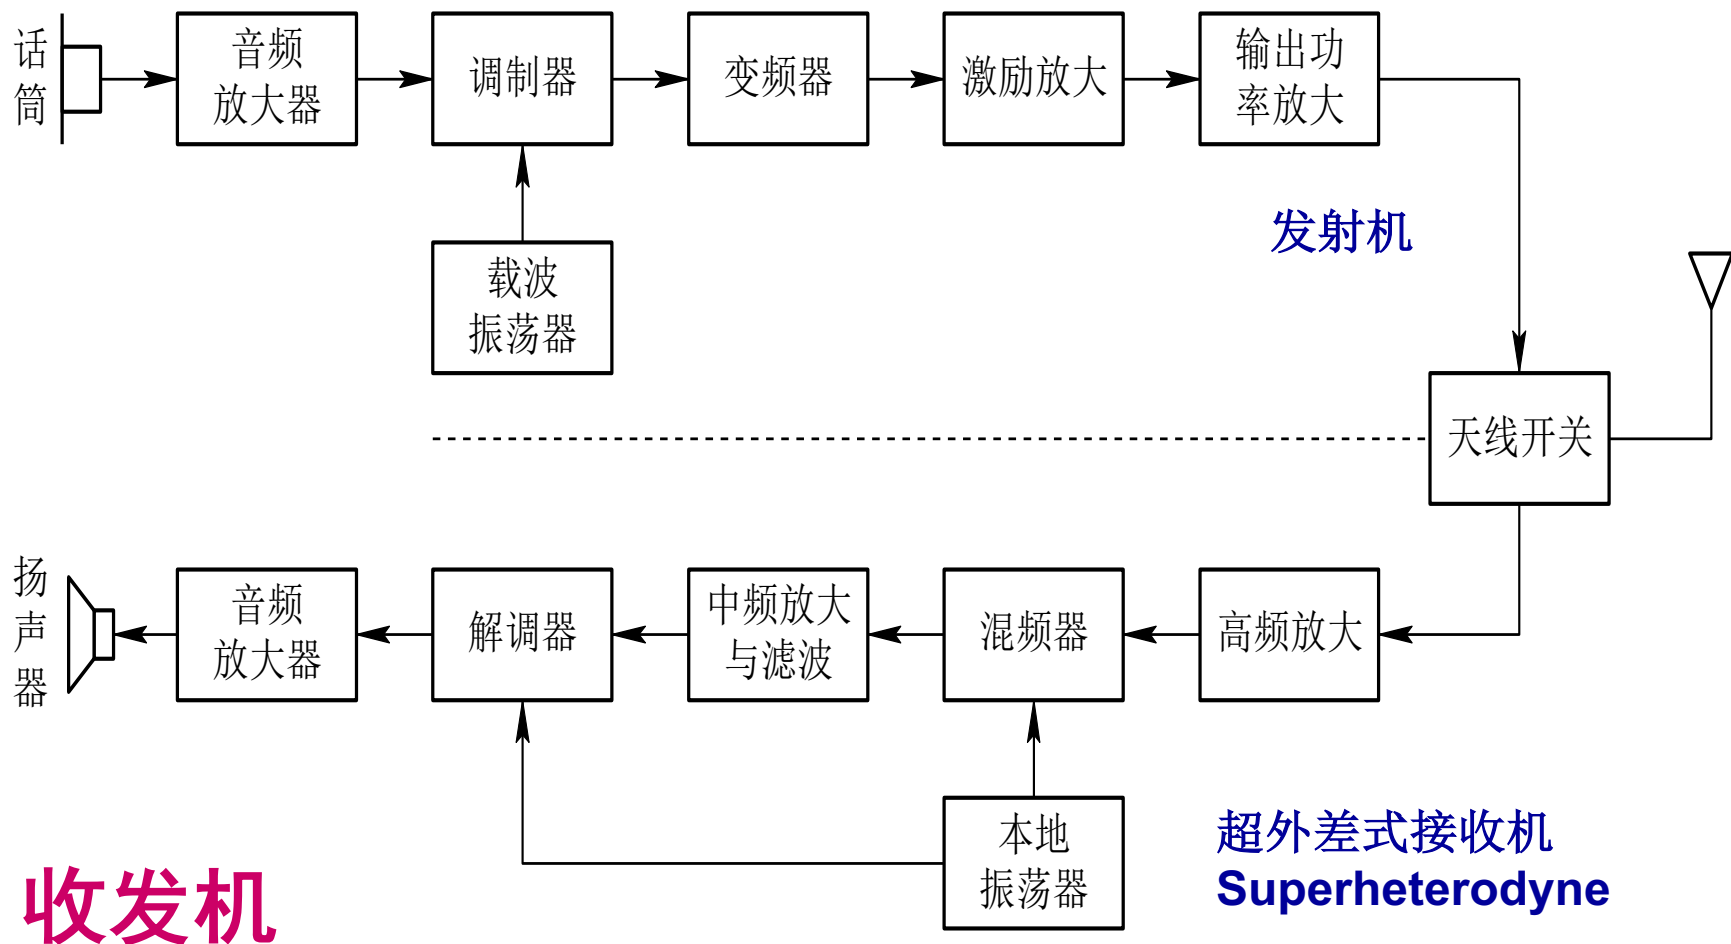 话筒
音频
放大器
调制器
变频器
激励放大
输出功
率放大
发射机
载波
振荡器
天线开关
扬声器
音频
放大器
解调器
中频放大
与滤波
混频器
高频放大
本地
振荡器
超外差式接收机
Superheterodyne
收发机